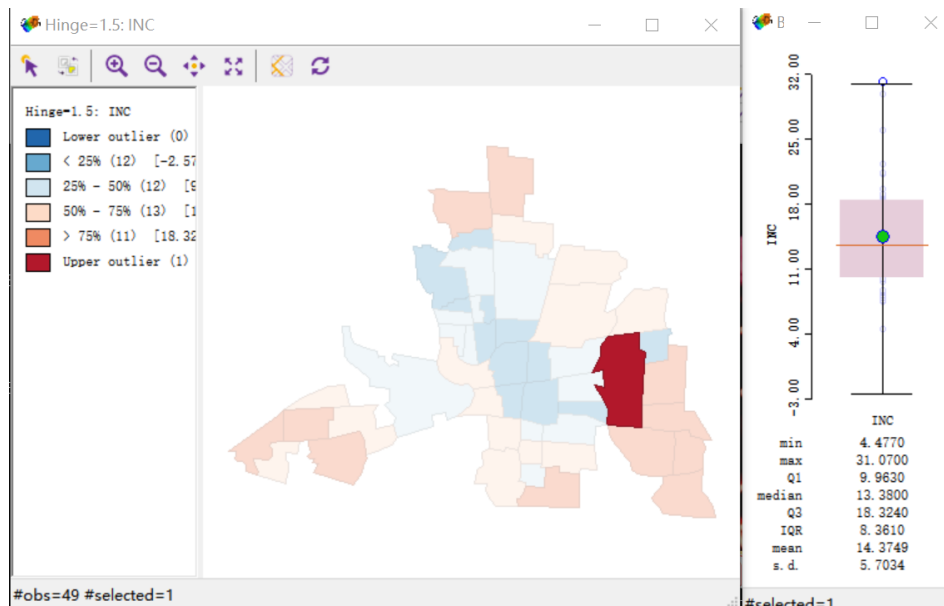 Hinge=1.5: INC
Hinge=1.5: INC
Lower outlier (0)
< 25% (12) [-2.57
25% - 50% (12) [9
50% - 75% (13) [1
> 75% (11) [18.32
Upper outlier (1)
#obs=49 #selected=1
B
32.00
25.00
18.00
11.00
4.00
-3.00
INC
INC
min 4.4770
max 31.0700
Q1 9.9630
median 13.3800
Q3 18.3240
IQR 8.3610
mean 14.3749
s.d. 5.7034
#selected=1